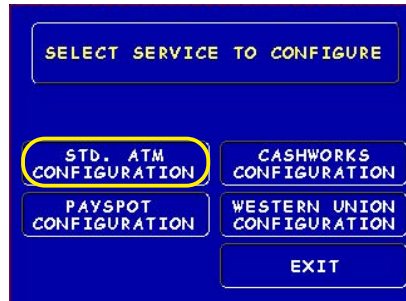 SELECT SERVICE TO CONFIGURE
STD. ATM
CONFIGURATION
CASHWORKS
CONFIGURATION
PAYSPOT
CONFIGURATION
WESTERN UNION
CONFIGURATION
EXIT